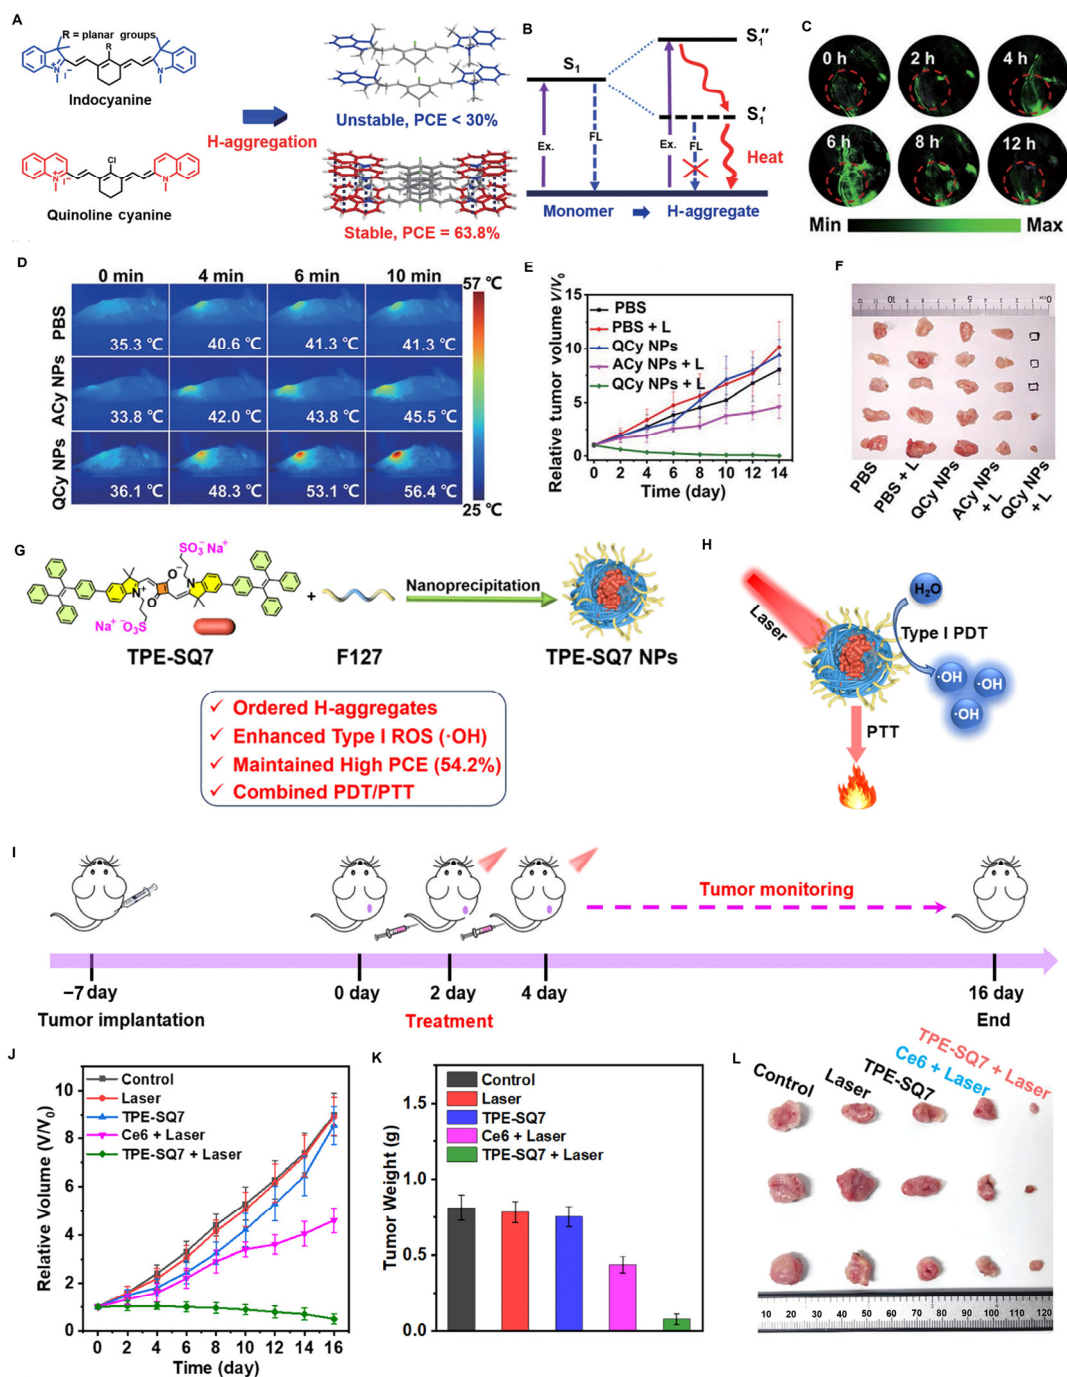 A
R = planar groups
R
N
I⁻
N
Indocyanine
Cl
N
I⁻
N
Quinoline cyanine
H-aggregation
Unstable, PCE < 30%
Stable, PCE = 63.8%
B
S₁
S₁″
S₁′
Ex.
FL
Ex.
FL
Heat
Monomer
H-aggregate
C
0 h
2 h
4 h
6 h
8 h
12 h
Min
Max
D
0 min
4 min
6 min
10 min
57 ℃
PBS
35.3 ℃
40.6 ℃
41.3 ℃
41.3 ℃
ACy NPs
33.8 ℃
42.0 ℃
43.8 ℃
45.5 ℃
QCy NPs
36.1 ℃
48.3 ℃
53.1 ℃
56.4 ℃
25 ℃
E
Relative tumor volume V/V₀
15
10
5
0
PBS
PBS + L
QCy NPs
ACy NPs + L
QCy NPs + L
0 2 4 6 8 10 12 14
Time (day)
F
PBS
PBS + L
QCy NPs
ACy NPs + L
QCy NPs + L
G
SO₃⁻ Na⁺
O⁻
N⁺
N
O
Na⁺ ⁻O₃S
TPE-SQ7
+
F127
Nanoprecipitation
TPE-SQ7 NPs
✓ Ordered H-aggregates
✓ Enhanced Type I ROS (·OH)
✓ Maintained High PCE (54.2%)
✓ Combined PDT/PTT
H
Laser
H₂O
Type I PDT
·OH
·OH
·OH
PTT
I
Tumor monitoring
−7 day
0 day
2 day
4 day
16 day
Tumor implantation
Treatment
End
J
Relative Volume (V/V₀)
10
8
6
4
2
0
Control
Laser
TPE-SQ7
Ce6 + Laser
TPE-SQ7 + Laser
0 2 4 6 8 10 12 14 16
Time (day)
K
Tumor Weight (g)
1.5
1.0
0.5
0.0
Control
Laser
TPE-SQ7
Ce6 + Laser
TPE-SQ7 + Laser
L
Control
Laser
TPE-SQ7
Ce6 + Laser
TPE-SQ7 + Laser
10 20 30 40 50 60 70 80 90 100 110 120